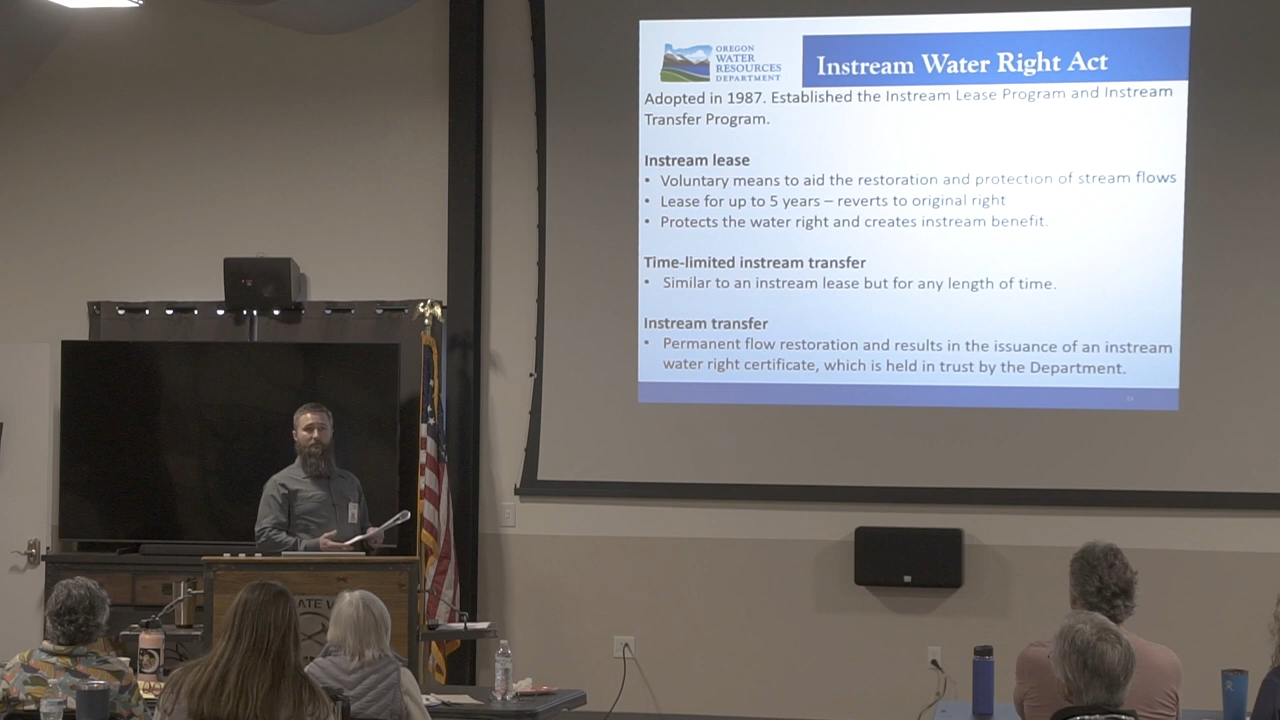 OREGON
WATER
RESOURCES
DEPARTMENT
Instream Water Right Act
Adopted in 1987. Established the Instream Lease Program and Instream
Transfer Program.
Instream lease
• Voluntary means to aid the restoration and protection of stream flows
• Lease for up to 5 years – reverts to original right
• Protects the water right and creates instream benefit.
Time-limited instream transfer
• Similar to an instream lease but for any length of time.
Instream transfer
• Permanent flow restoration and results in the issuance of an instream
water right certificate, which is held in trust by the Department.